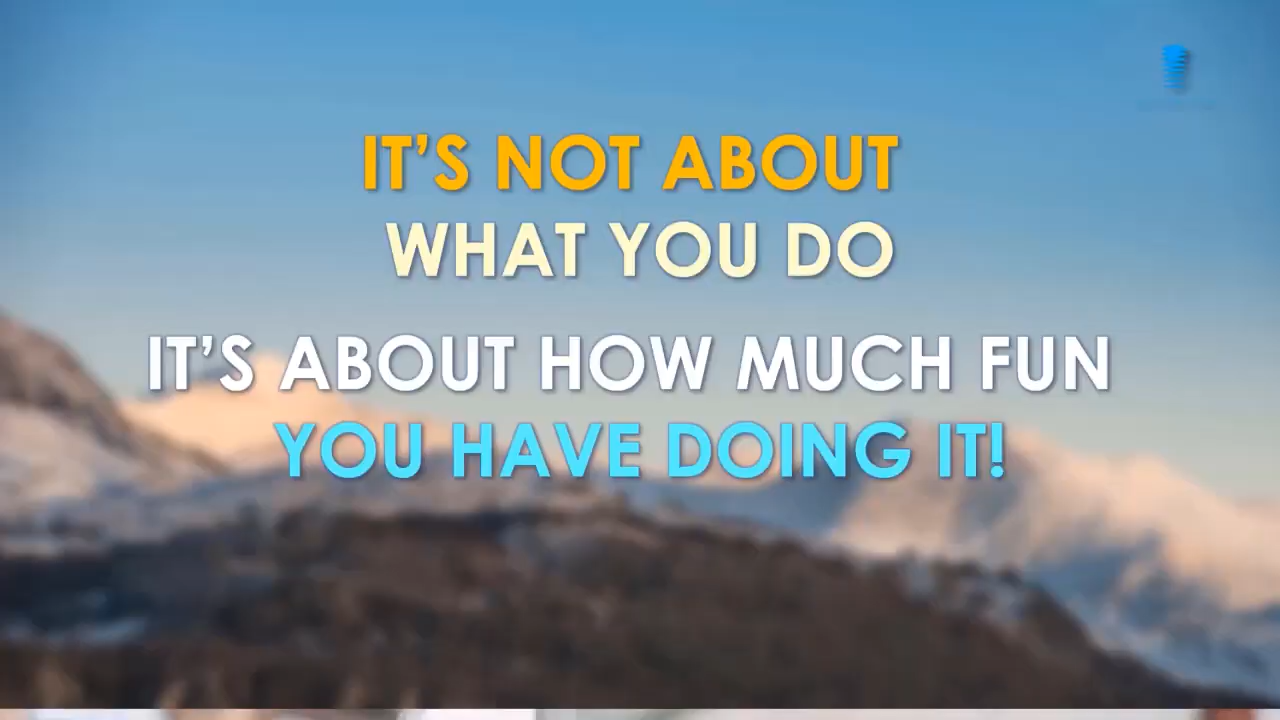 IT'S NOT ABOUT
WHAT YOU DO
IT'S ABOUT HOW MUCH FUN
YOU HAVE DOING IT!